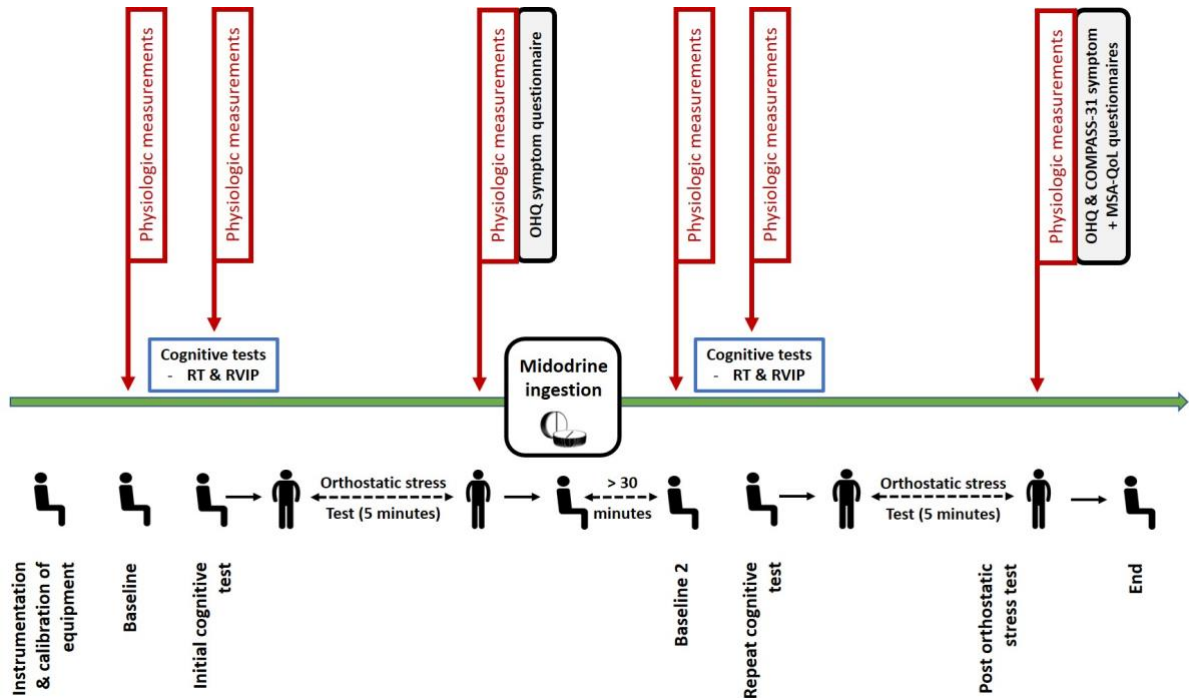 Physiologic measurements
Physiologic measurements
Physiologic measurements
OHQ symptom questionnaire
Physiologic measurements
Physiologic measurements
Physiologic measurements
OHQ & COMPASS-31 symptom
+ MSA-QoL questionnaires
Cognitive tests
- RT & RVIP
Midodrine
ingestion
Cognitive tests
- RT & RVIP
Orthostatic stress
Test (5 minutes)
> 30
minutes
Orthostatic stress
Test (5 minutes)
Instrumentation
& calibration of
equipment
Baseline
Initial cognitive
test
Baseline 2
Repeat cognitive
test
Post orthostatic
stress test
End